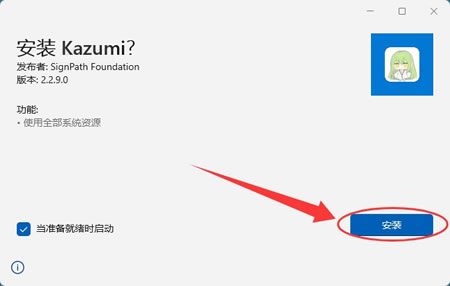 安装 Kazumi?
发布者: SignPath Foundation
版本: 2.2.9.0
功能:
• 使用全部系统资源
当准备就绪时启动
安装